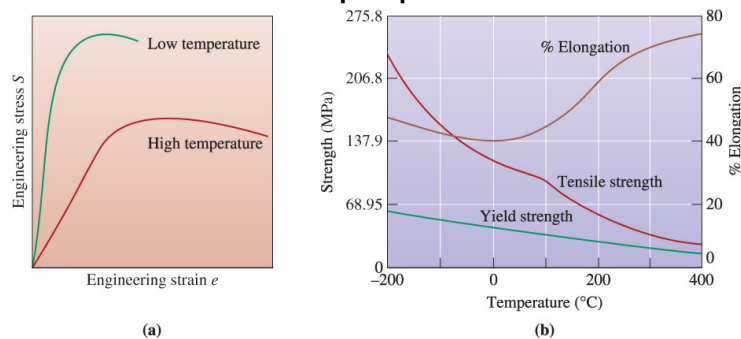 Engineering stress S
Low temperature
High temperature
Engineering strain e
(a)
Strength (MPa)
275.8
206.8
137.9
68.95
0
% Elongation
Tensile strength
Yield strength
80
60
40
20
0
% Elongation
−200
0
200
400
Temperature (°C)
(b)